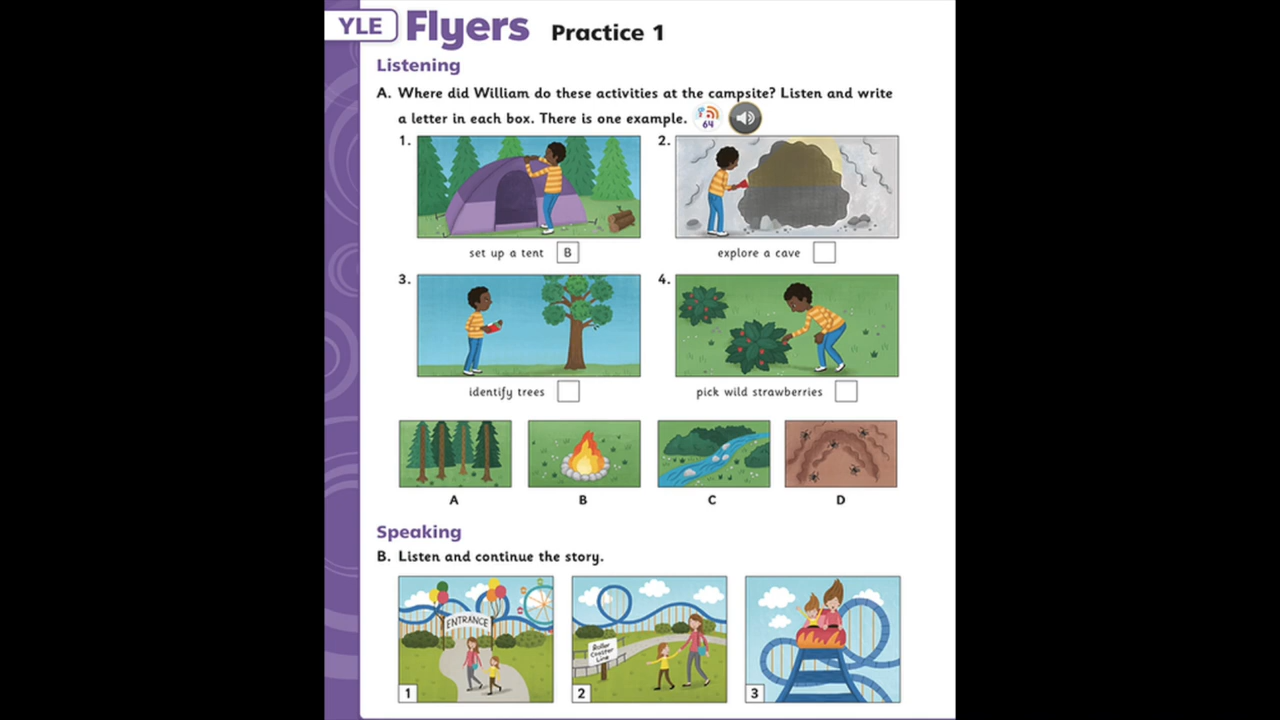 YLE Flyers Practice 1
Listening
A. Where did William do these activities at the campsite? Listen and write
a letter in each box. There is one example.
64
1.
2.
set up a tent B
explore a cave
3.
4.
identify trees
pick wild strawberries
A B C D
Speaking
B. Listen and continue the story.
ENTRANCE
Roller
Coaster
Line
1 2 3